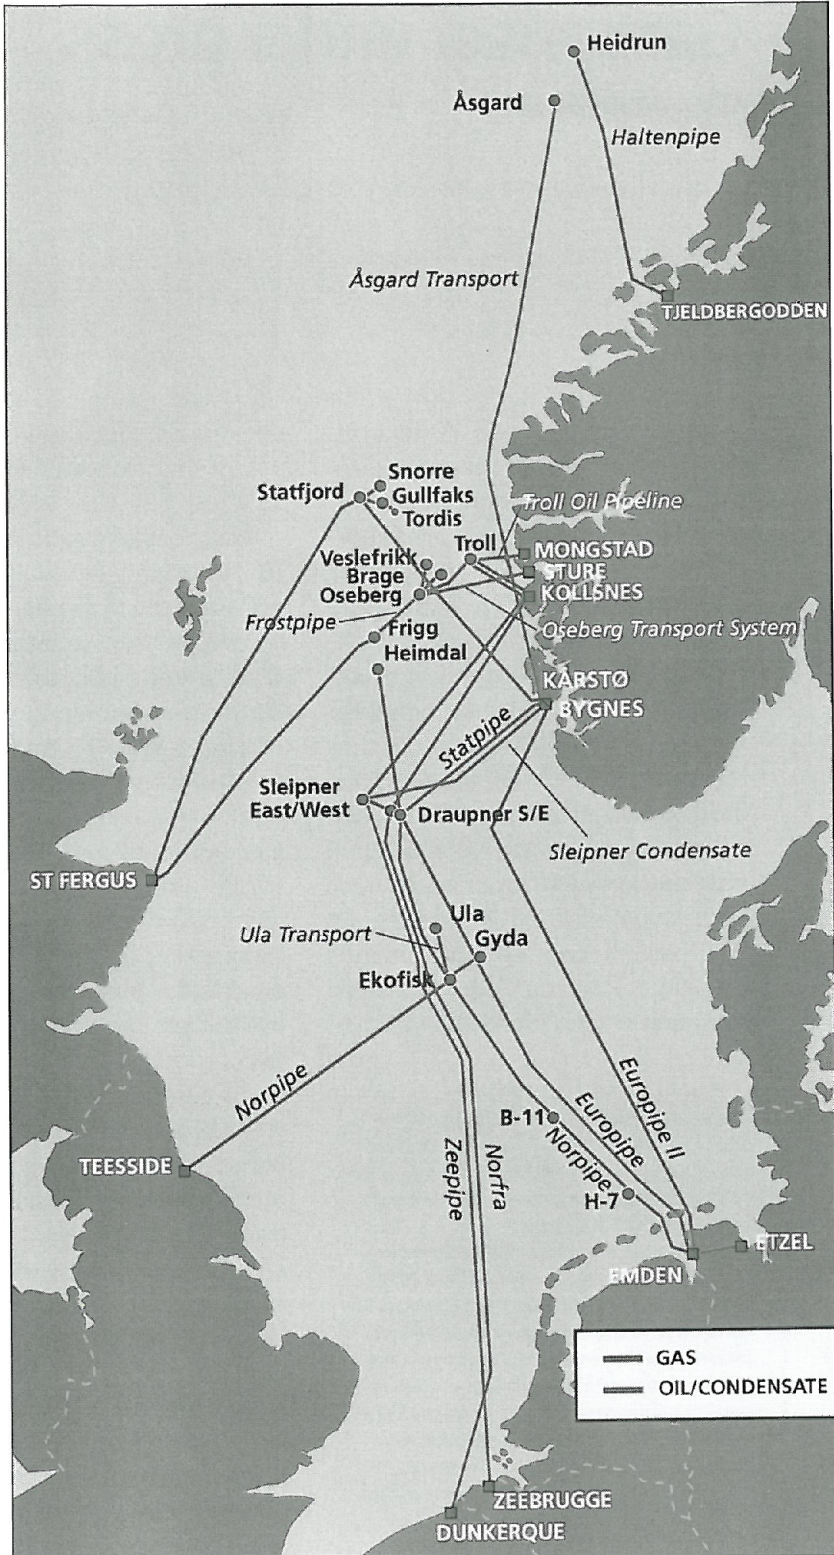 Heidrun
Åsgard
Haltenpipe
Åsgard Transport
TJELDBERGODDEN
Snorre
Statfjord
Gullfaks
Tordis
Troll Oil Pipeline
Troll
MONGSTAD
Veslefrikk
STURE
Brage
KOLLSNES
Oseberg
Frostpipe
Frigg
Oseberg Transport System
Heimdal
KÅRSTØ
BYGNES
Statpipe
Sleipner
East/West
Draupner S/E
Sleipner Condensate
ST FERGUS
Ula
Ula Transport
Gyda
Ekofisk
Norpipe
Europipe II
B-11
Europipe
Norpipe
TEESSIDE
Zeepipe
Norfra
H-7
ETZEL
EMDEN
GAS
OIL/CONDENSATE
ZEEBRUGGE
DUNKERQUE